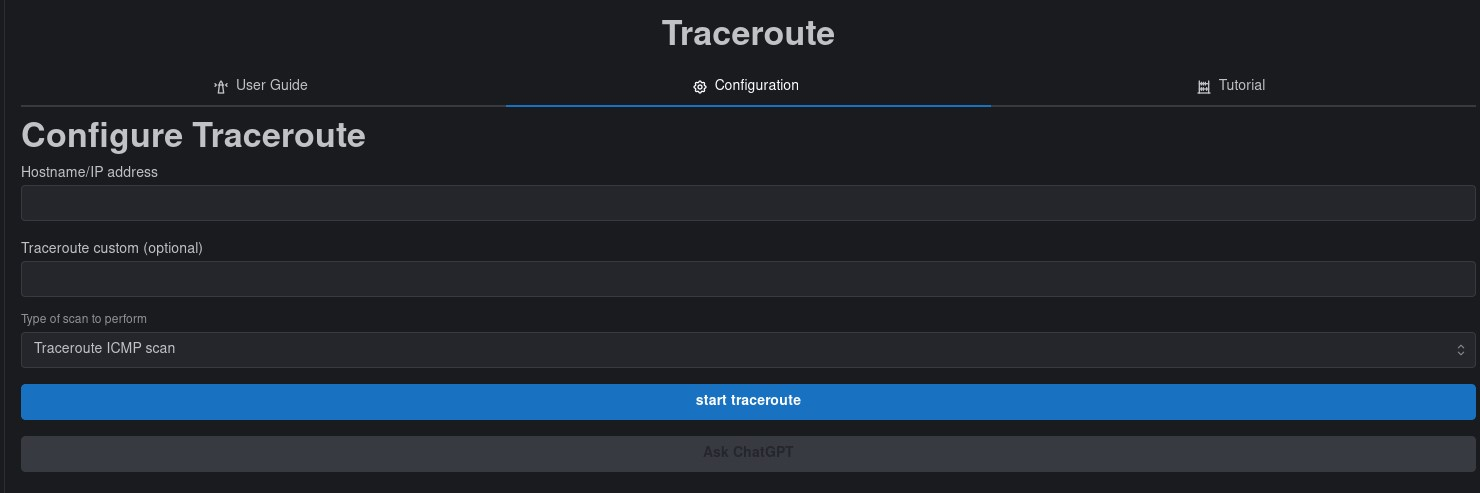 Traceroute
User Guide
Configuration
Tutorial
Configure Traceroute
Hostname/IP address
Traceroute custom (optional)
Type of scan to perform
Traceroute ICMP scan
start traceroute
Ask ChatGPT